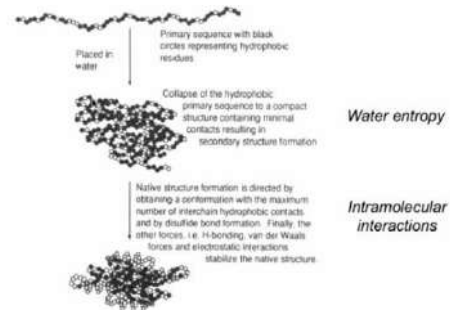 Placed in
water
Primary sequence with black
circles representing hydrophobic
residues
Collapse of the hydrophobic
primary sequence to a compact
structure containing minimal
contacts resulting in
secondary structure formation
Water entropy
Native structure formation is directed by
obtaining a conformation with the maximum
number of interchain hydrophobic contacts
and by disulfide bond formation. Finally, the
other forces, i.e. H-bonding, van der Waals
forces and electrostatic interactions
stabilize the native structure.
Intramolecular
interactions